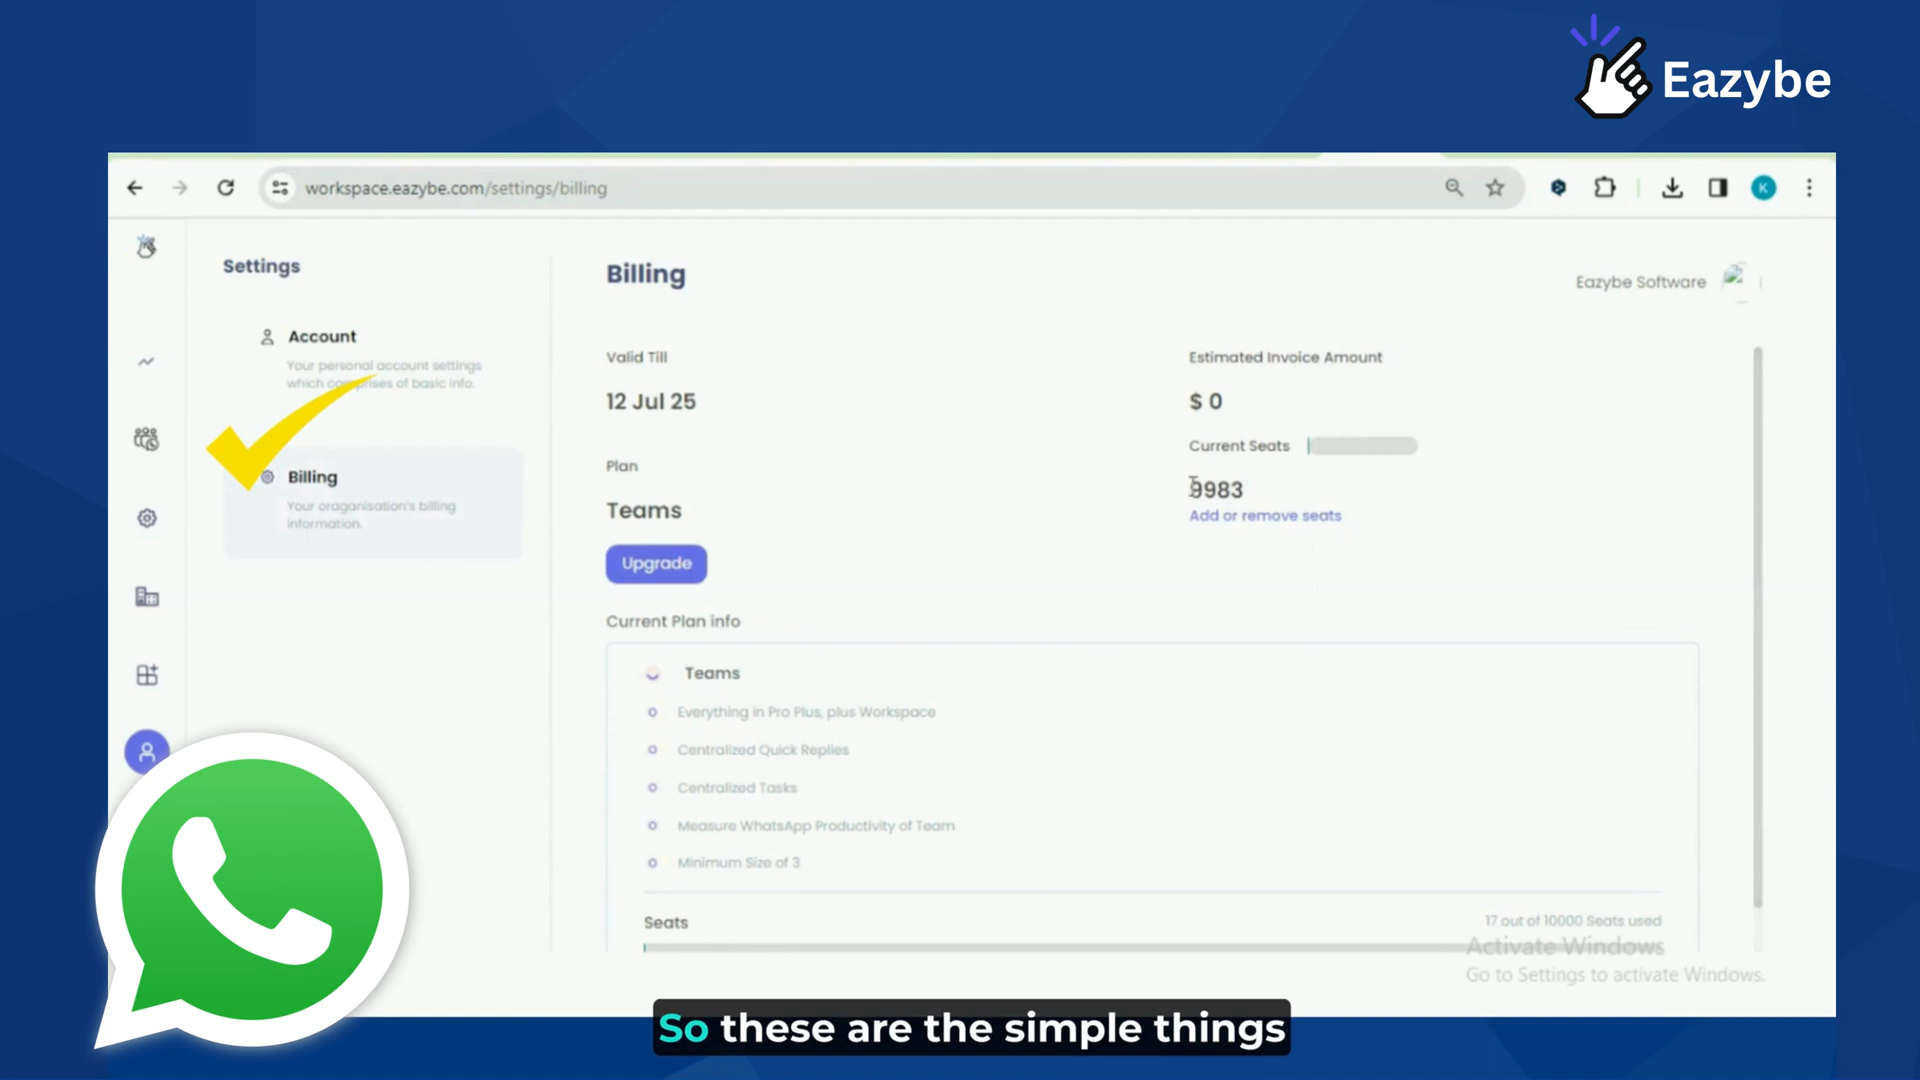 Eazybe
workspace.eazybe.com/settings/billing
K
Settings
Billing
Eazybe Software
Account
Your personal account settings
which comprises of basic info.
Billing
Your oraganisation's billing
information.
Valid Till
12 Jul 25
Estimated Invoice Amount
$ 0
Current Seats
9983
Add or remove seats
Plan
Teams
Upgrade
Current Plan info
Teams
Everything in Pro Plus, plus Workspace
Centralized Quick Replies
Centralized Tasks
Measure WhatsApp Productivity of Team
Minimum Size of 3
Seats
17 out of 10000 Seats used
Activate Windows
Go to Settings to activate Windows.
So these are the simple things